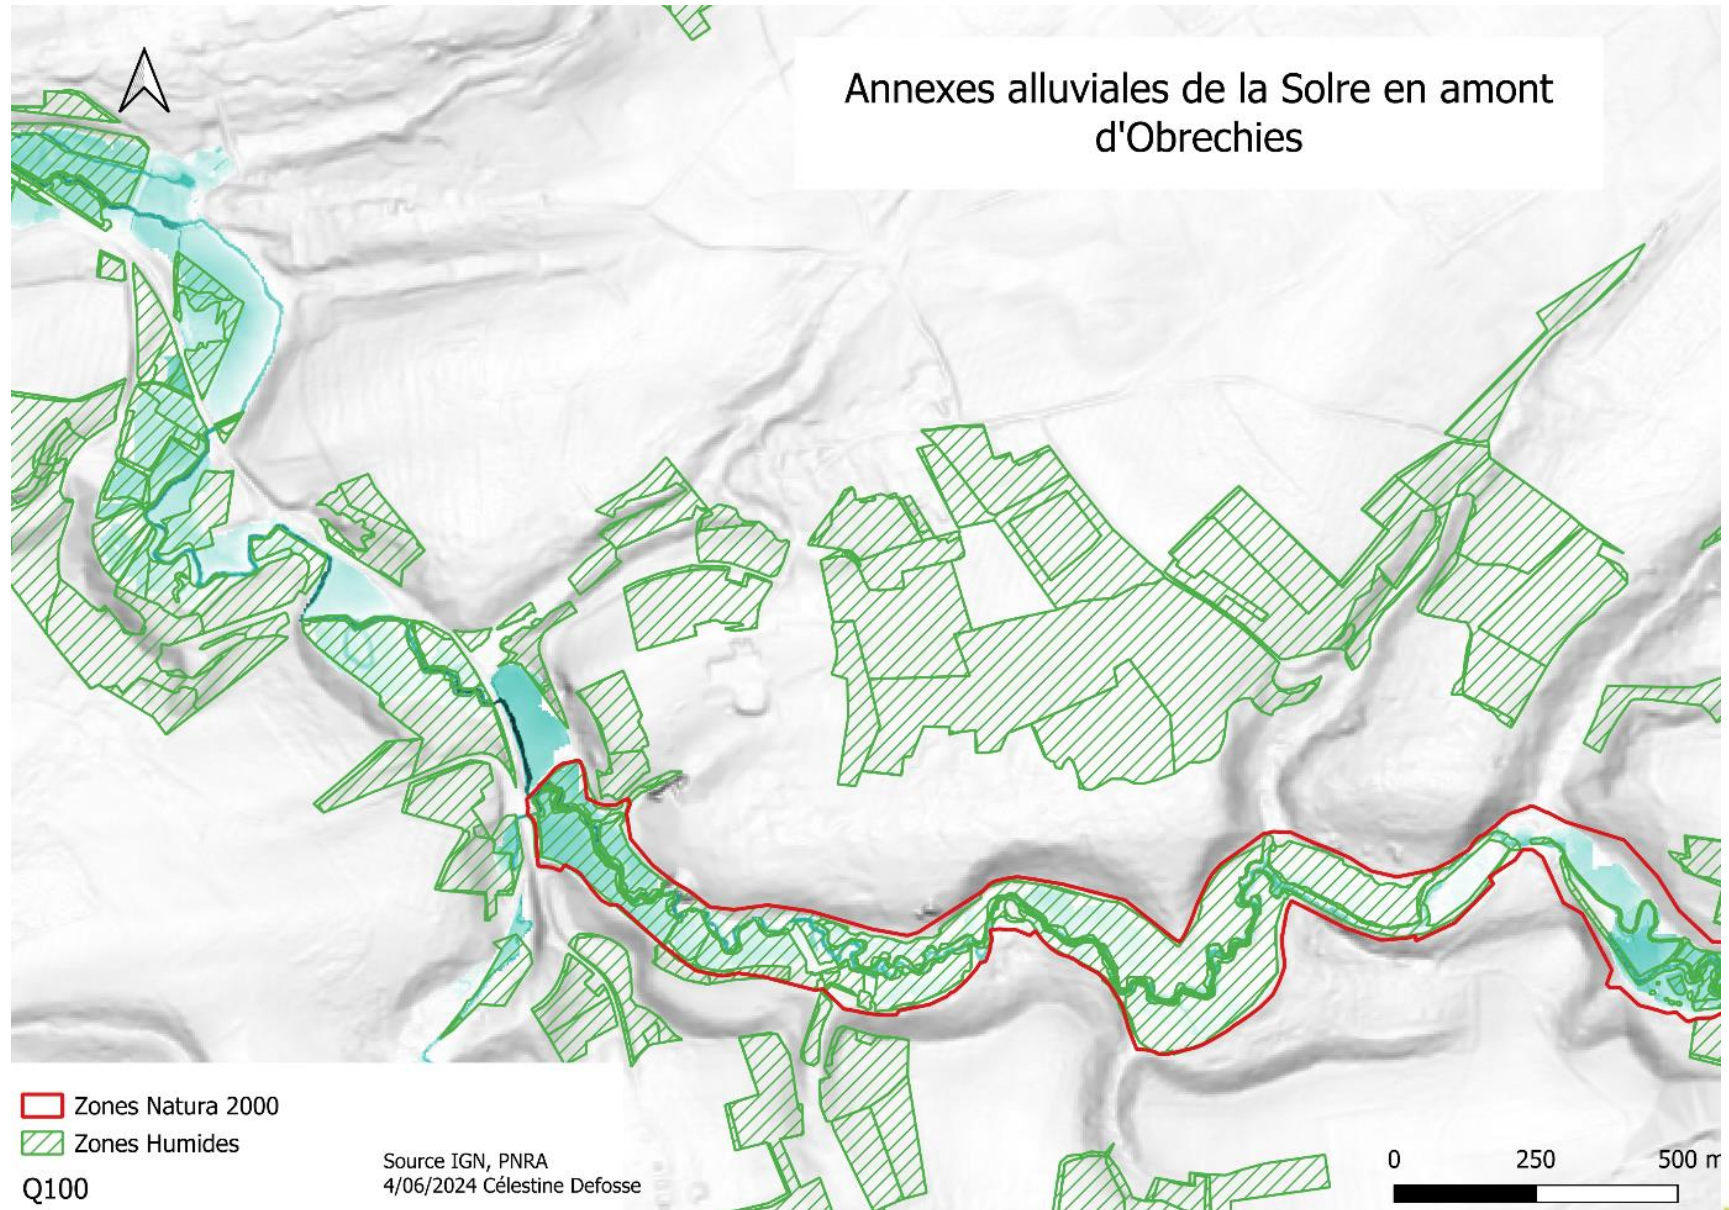 Annexes alluviales de la Solre en amont
d'Obrechies
Zones Natura 2000
Zones Humides
Q100
Source IGN, PNRA
4/06/2024 Célestine Defosse
0 250 500 m